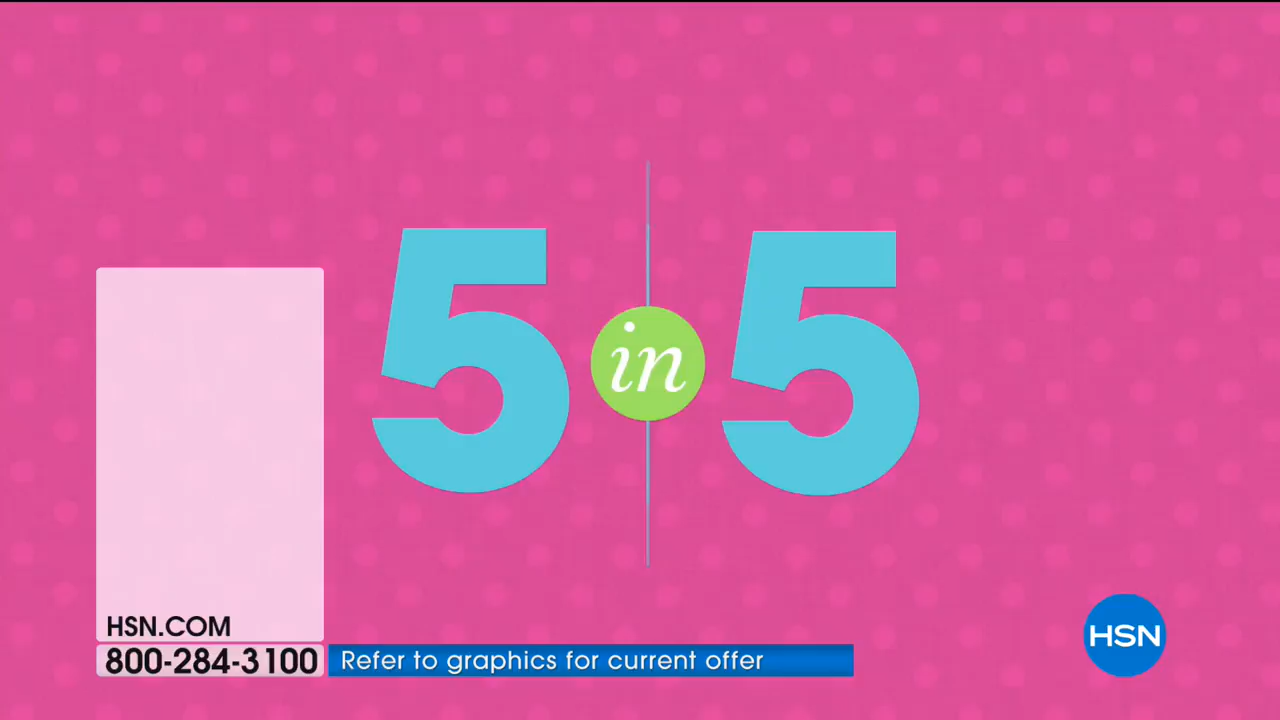 5 in 5
HSN.COM
800-284-3100
Refer to graphics for current offer
HSN